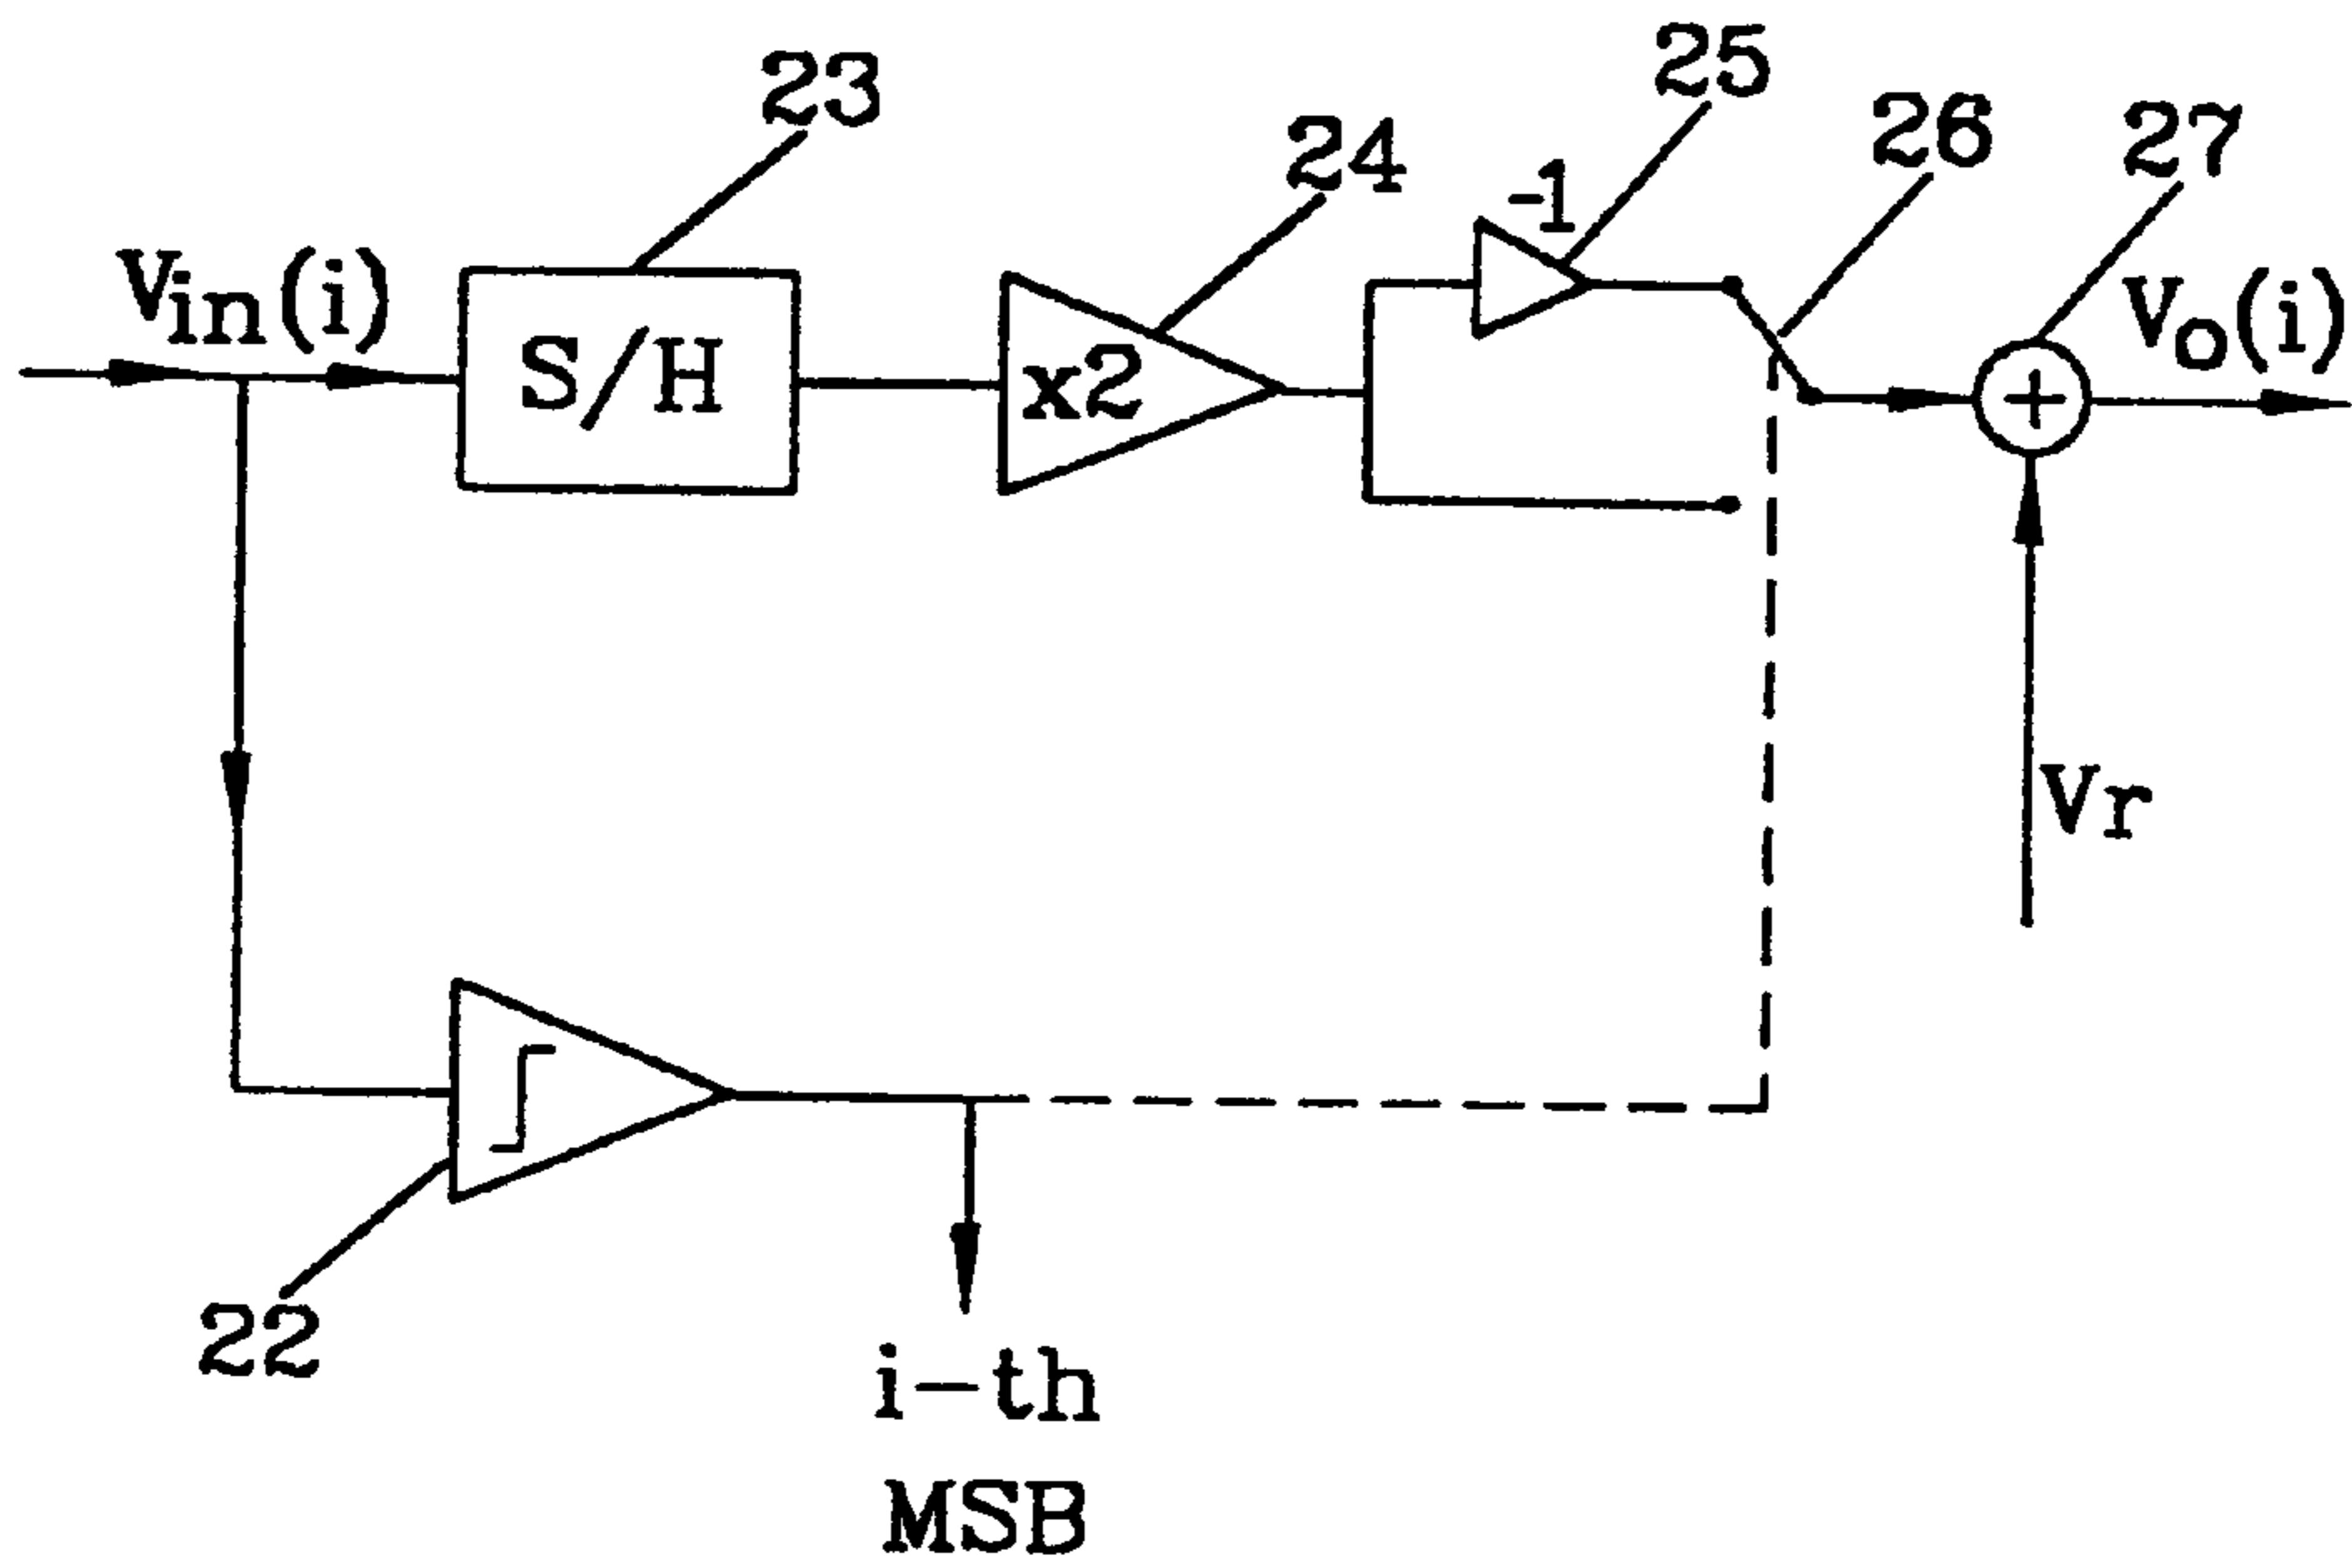 23
25
26
27
24
-1
Vin(i)
Vo(i)
S/H
x2
+
Vr
22
i-th
MSB